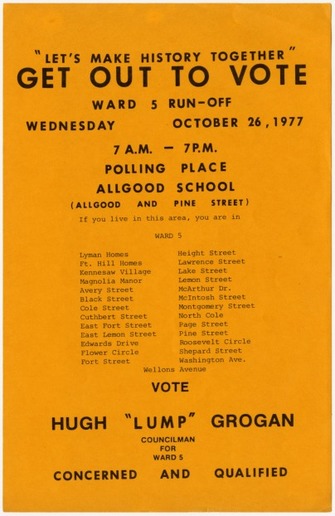 "LET'S MAKE HISTORY TOGETHER"
GET OUT TO VOTE
WARD 5 RUN-OFF
WEDNESDAY OCTOBER 26, 1977
7 A.M. - 7P.M.
POLLING PLACE
ALLGOOD SCHOOL
(ALLGOOD AND PINE STREET)
If you live in this area, you are in
WARD 5
Lyman Homes
Ft. Hill Homes
Kennesaw Village
Magnolia Manor
Avery Street
Black Street
Cole Street
Cuthbert Street
East Fort Street
East Lemon Street
Edwards Drive
Flower Circle
Fort Street
Height Street
Lawrence Street
Lake Street
Lemon Street
McArthur Dr.
McIntosh Street
Montgomery Street
North Cole
Page Street
Pine Street
Roosevelt Circle
Shepard Street
Washington Ave.
Wellons Avenue
VOTE
HUGH "LUMP" GROGAN
COUNCILMAN
FOR
WARD 5
CONCERNED AND QUALIFIED